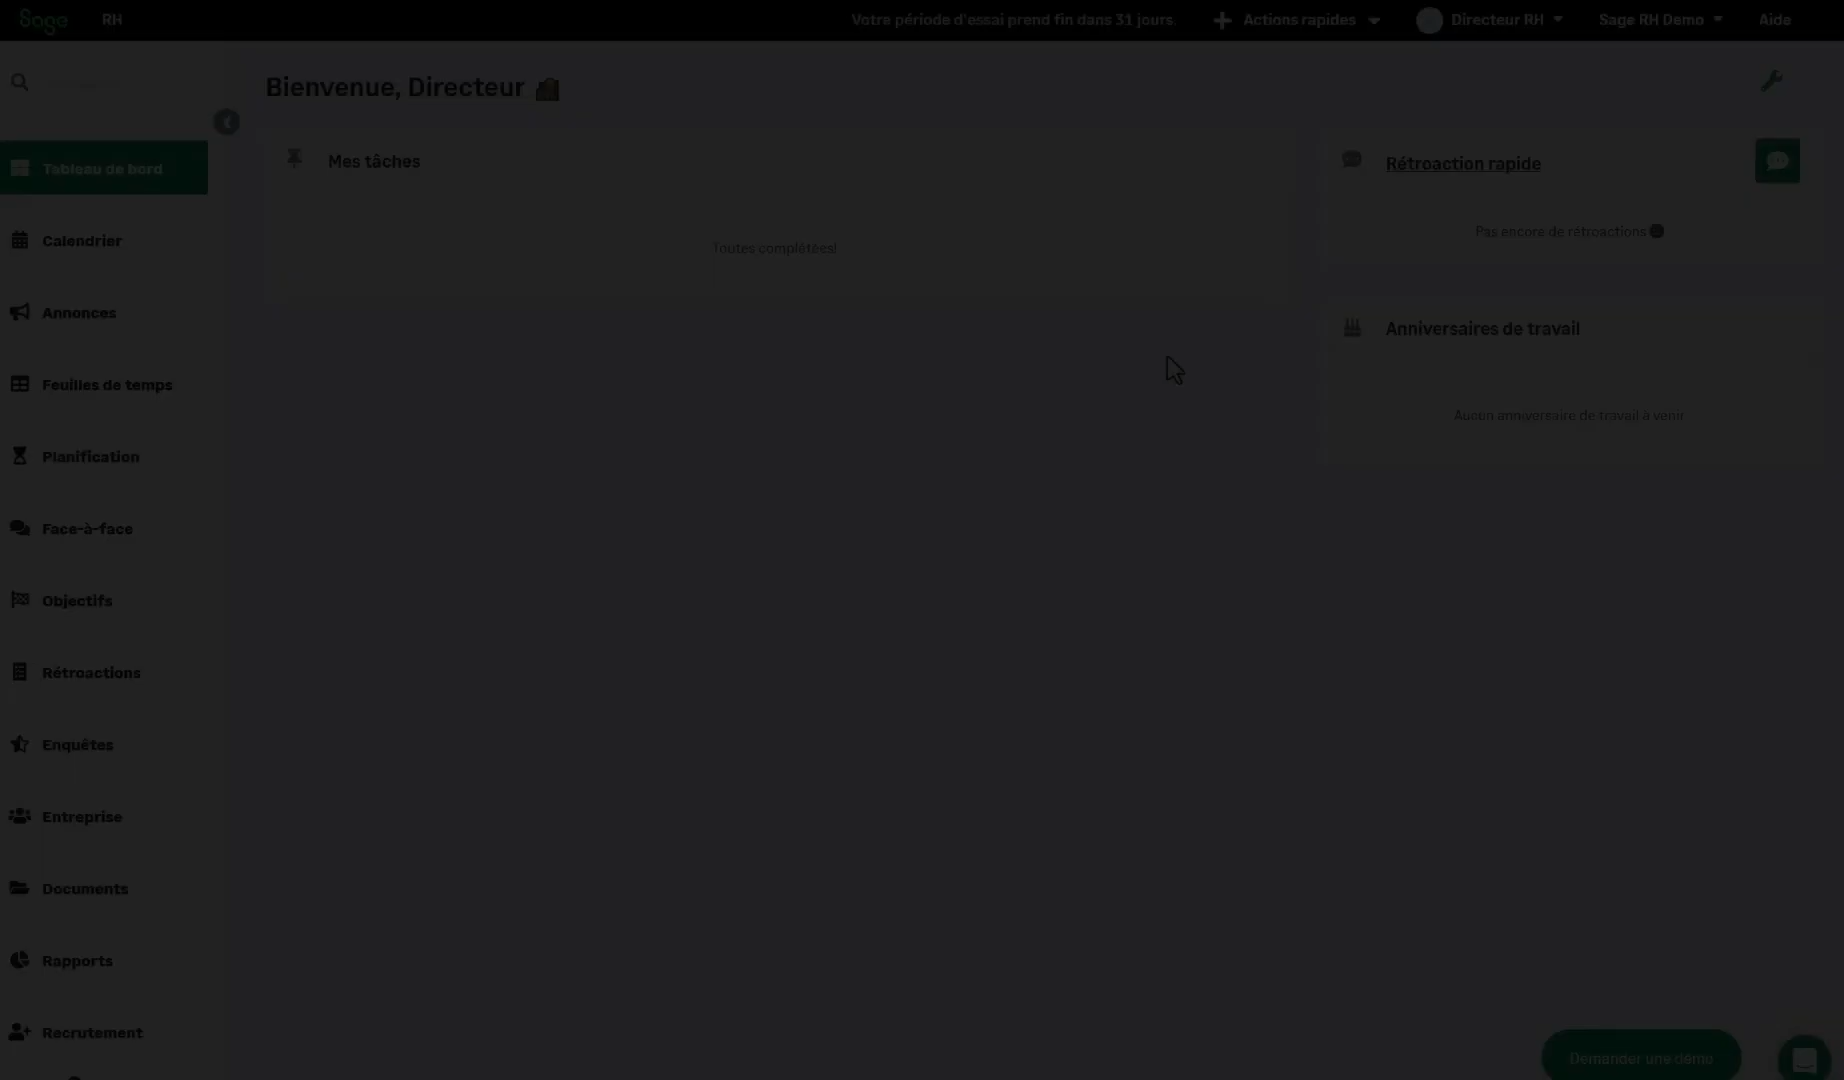 Sage RH Votre période d'essai prend fin dans 31 jours. Actions rapides Directeur RH Sage RH Demo Aide
Bienvenue, Directeur
Tableau de bord
Calendrier
Annonces
Feuilles de temps
Planification
Face-à-face
Objectifs
Rétroactions
Enquêtes
Entreprise
Documents
Rapports
Recrutement
Mes tâches
Toutes complétées!
Rétroaction rapide
Pas encore de rétroactions
Anniversaires de travail
Aucun anniversaire de travail à venir
Demander une démo